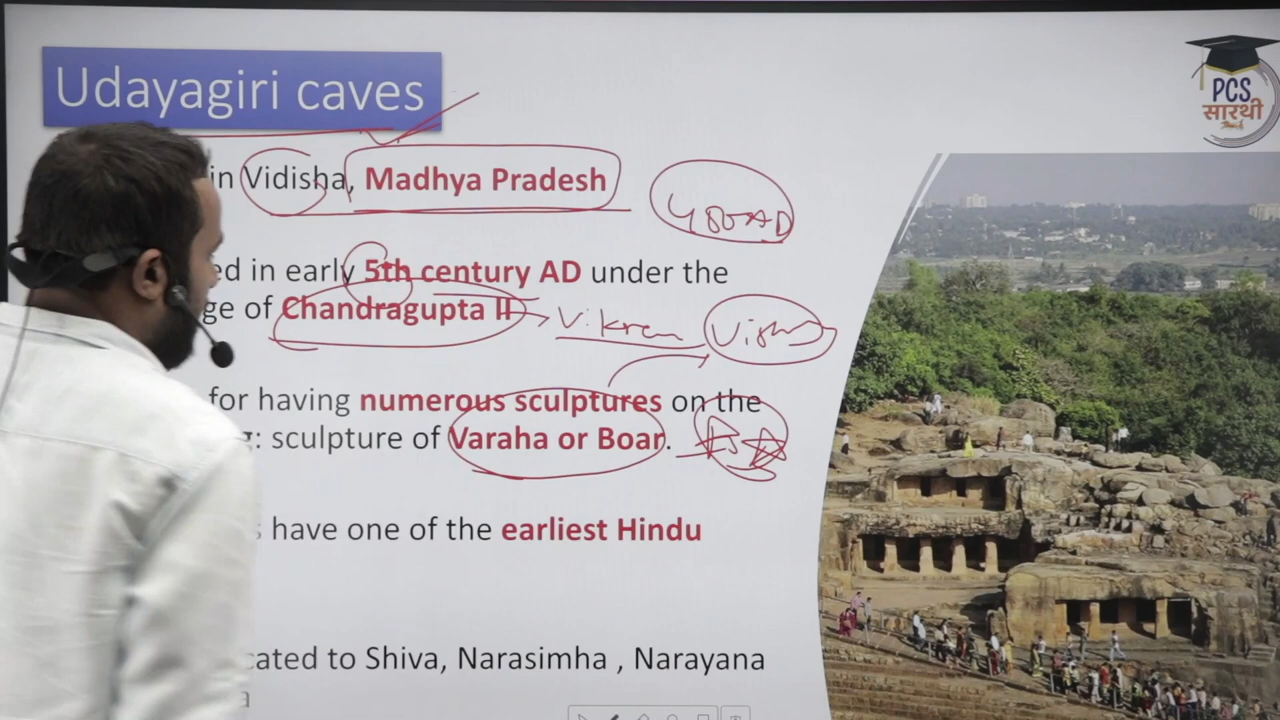 Udayagiri caves
PCS
सारथी
in Vidisha, Madhya Pradesh
400AD
ed in early 5th century AD under the
ge of Chandragupta II
Vikram
Vishnu
for having numerous sculptures on the
g: sculpture of Varaha or Boar.
s have one of the earliest Hindu
cated to Shiva, Narasimha , Narayana
a